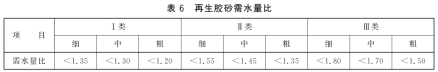 表 6 再生胶砂需水量比
项 目 Ⅰ类 Ⅱ类 Ⅲ类
细 中 粗 细 中 粗 细 中 粗
需水量比 <1.35 <1.30 <1.20 <1.55 <1.45 <1.35 <1.80 <1.70 <1.50